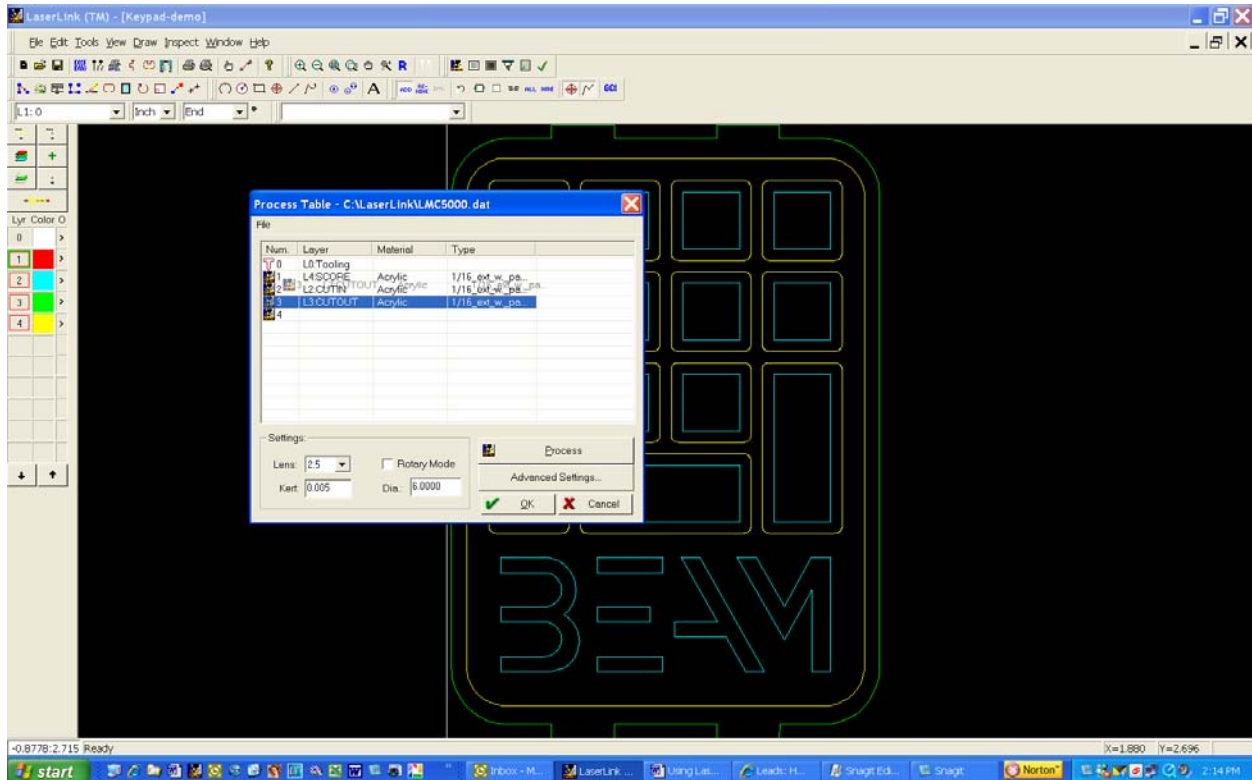 LaserLink (TM) - [Keypad-demo]
File Edit Tools View Draw Inspect Window Help
R
A ADD ALL GO!
L1: 0 Inch End
Process Table - C:\LaserLink\LMC5000.dat
File
Lyr Color O
0
1
2
3
4
Num. Layer Material Type
0 L0:Tooling
1 L4:SCORE Acrylic 1/16_ext_w_pa...
2 L2:CUTIN Acrylic 1/16_ext_w_pa...
3 L3:CUTOUT Acrylic 1/16_ext_w_pa...
4
Settings:
Lens: 2.5 Rotary Mode
Kerf: 0.005 Dia.: 6.0000
Process
Advanced Settings...
OK Cancel
BEAM
-0.8778:2.715 Ready X=1.880 Y=2.696
start Inbox - M... LaserLink ... Using Las... Leads: H... SnagIt Edi... SnagIt Norton 2:14 PM